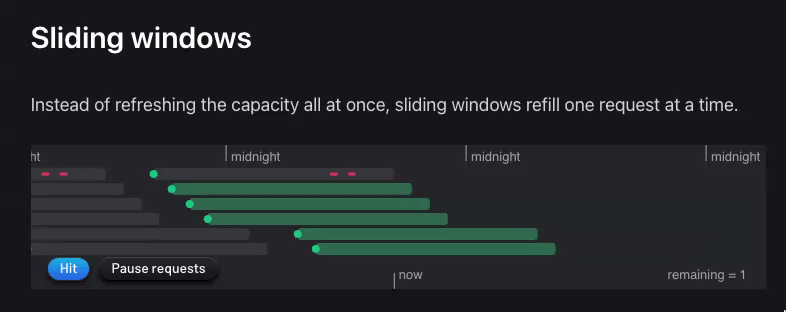 Sliding windows
Instead of refreshing the capacity all at once, sliding windows refill one request at a time.
ht midnight midnight midnight
Hit Pause requests now remaining = 1